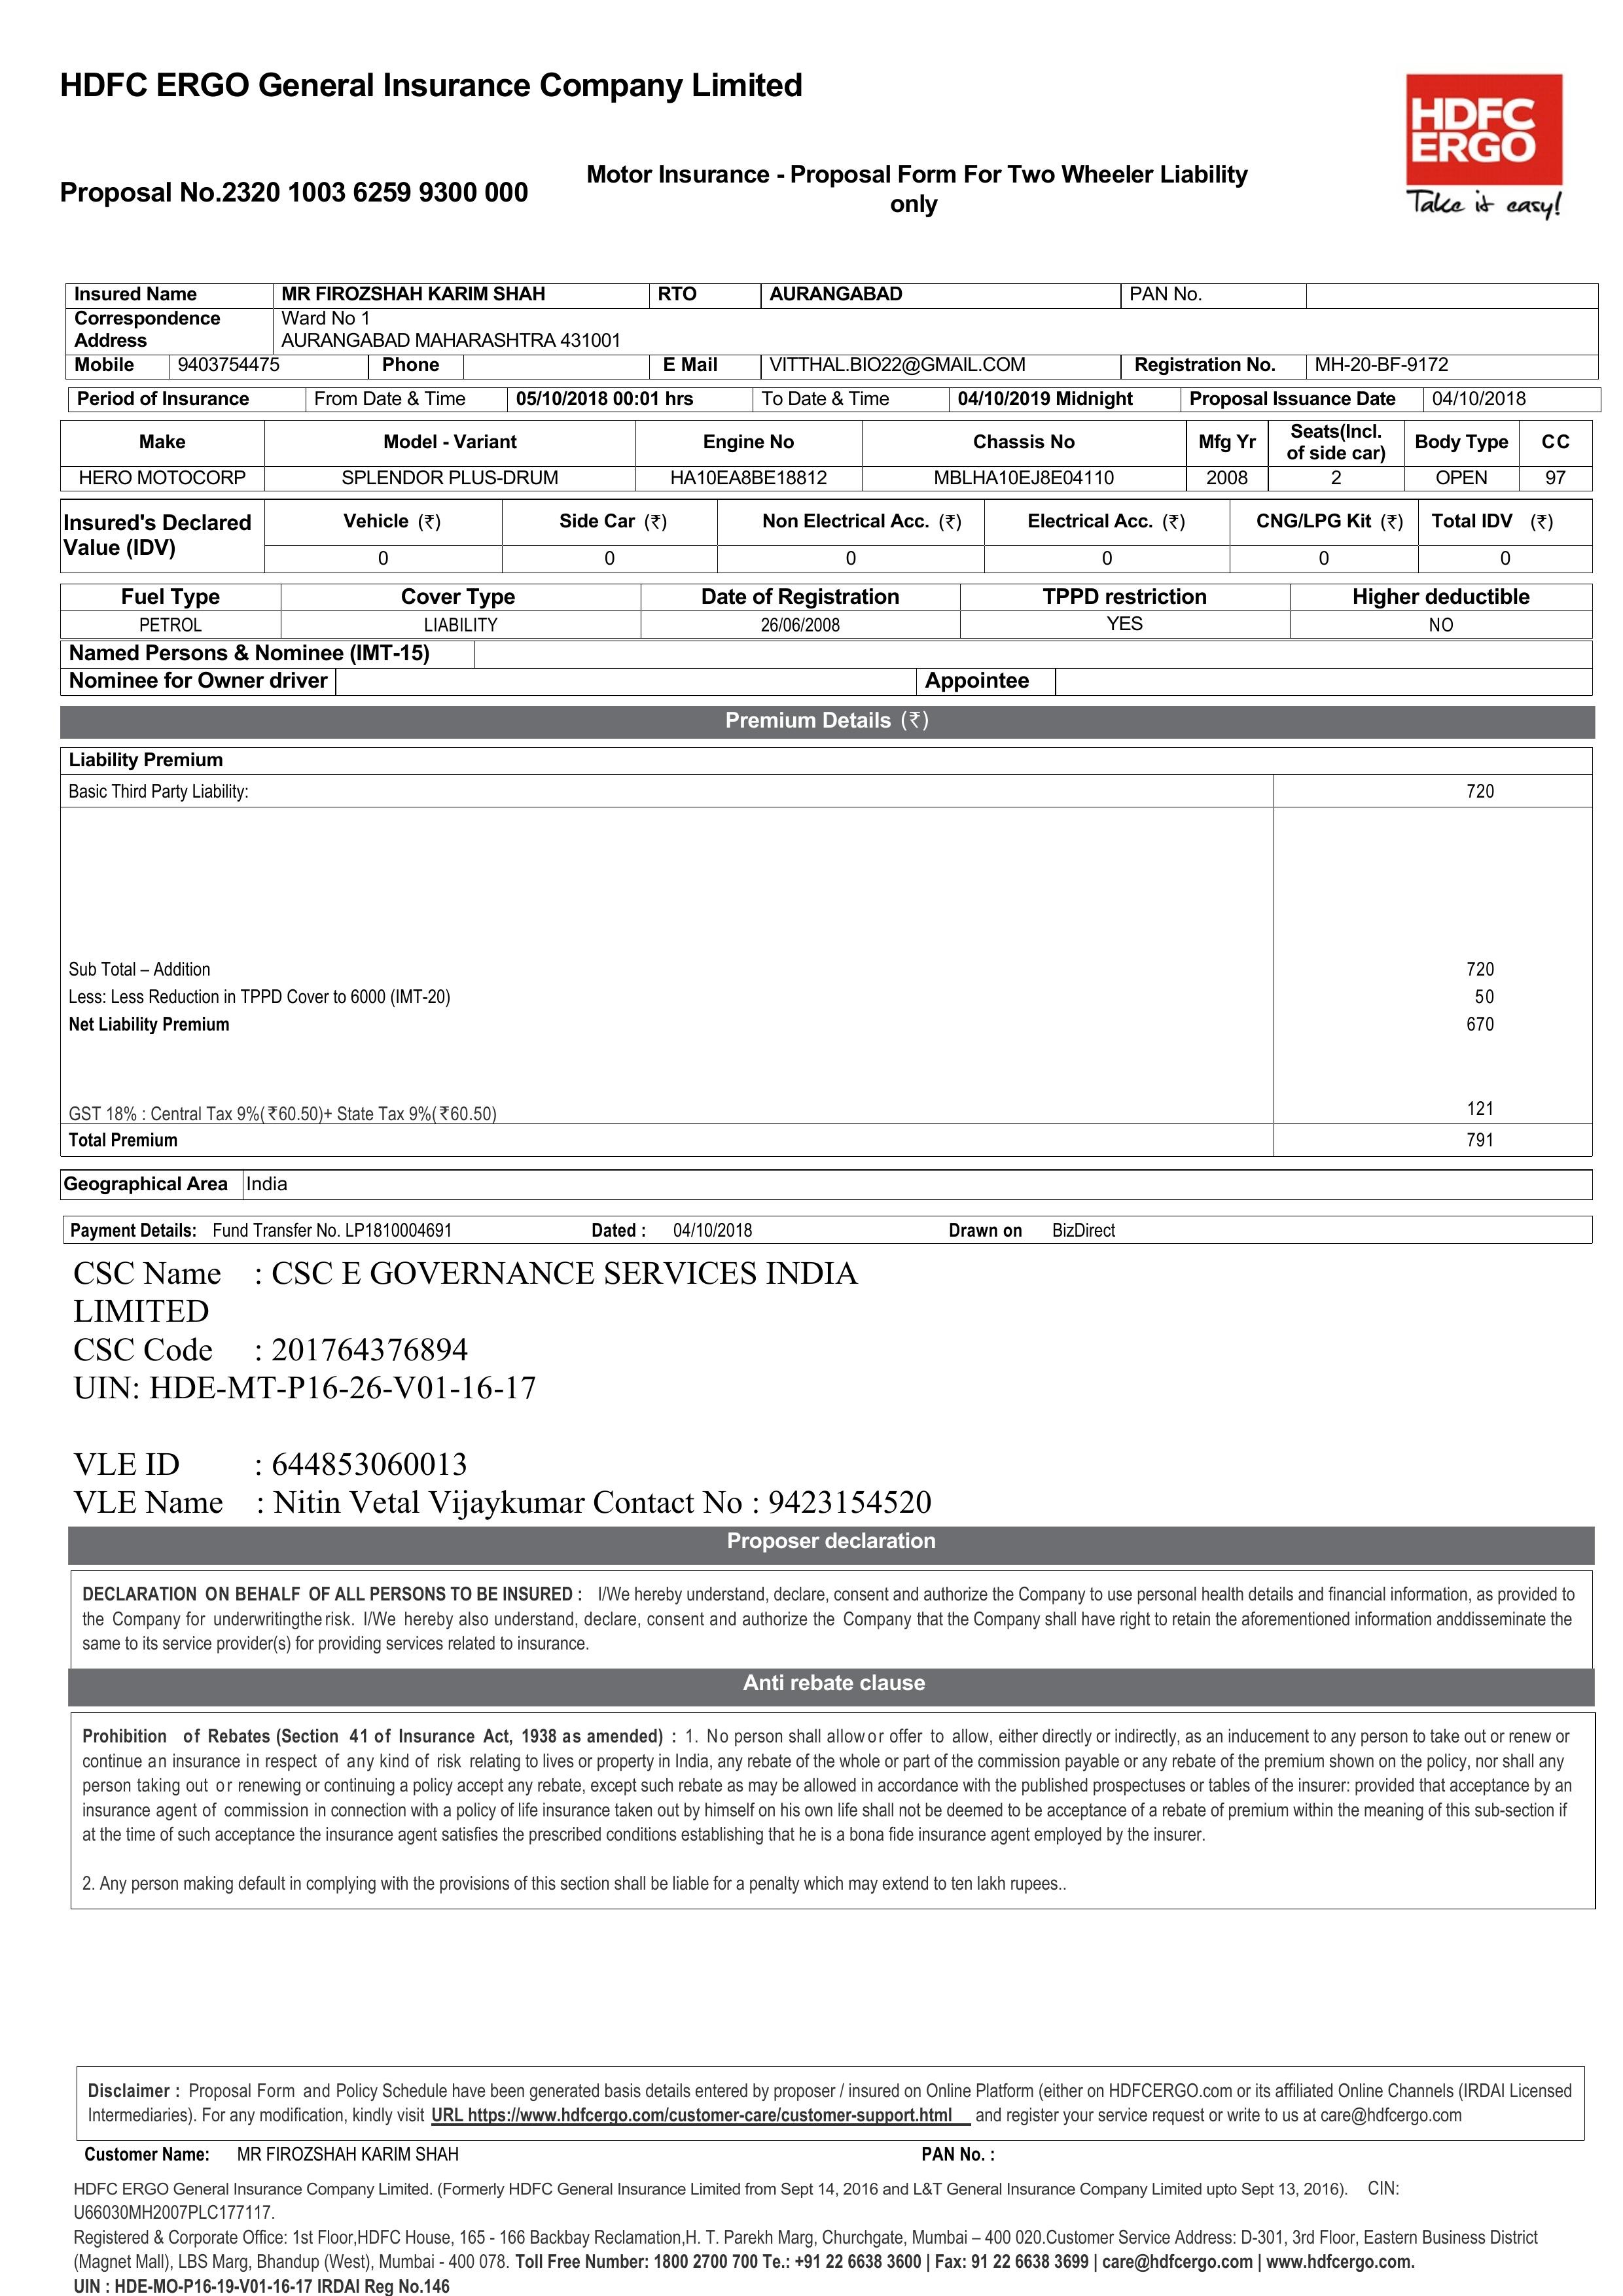 HDFC ERGO General Insurance Company Limited
HDFC
ERGO
Take it easy!
Proposal No.2320 1003 6259 9300 000
Motor Insurance - Proposal Form For Two Wheeler Liability
only
Insured Name MR FIROZSHAH KARIM SHAH RTO AURANGABAD PAN No.
Correspondence Ward No 1
Address AURANGABAD MAHARASHTRA 431001
Mobile 9403754475 Phone E Mail VITTHAL.BIO22@GMAIL.COM Registration No. MH-20-BF-9172
Period of Insurance From Date & Time 05/10/2018 00:01 hrs To Date & Time 04/10/2019 Midnight Proposal Issuance Date 04/10/2018
Make Model - Variant Engine No Chassis No Mfg Yr Seats(Incl. of side car) Body Type CC
HERO MOTOCORP SPLENDOR PLUS-DRUM HA10EA8BE18812 MBLHA10EJ8E04110 2008 2 OPEN 97
Insured's Declared Value (IDV) Vehicle (₹) Side Car (₹) Non Electrical Acc. (₹) Electrical Acc. (₹) CNG/LPG Kit (₹) Total IDV (₹)
0 0 0 0 0 0
Fuel Type Cover Type Date of Registration TPPD restriction Higher deductible
PETROL LIABILITY 26/06/2008 YES NO
Named Persons & Nominee (IMT-15)
Nominee for Owner driver Appointee
Premium Details (₹)
Liability Premium
Basic Third Party Liability: 720
Sub Total – Addition 720
Less: Less Reduction in TPPD Cover to 6000 (IMT-20) 50
Net Liability Premium 670
GST 18% : Central Tax 9%(₹60.50)+ State Tax 9%(₹60.50) 121
Total Premium 791
Geographical Area India
Payment Details: Fund Transfer No. LP1810004691 Dated : 04/10/2018 Drawn on BizDirect
CSC Name : CSC E GOVERNANCE SERVICES INDIA
LIMITED
CSC Code : 201764376894
UIN: HDE-MT-P16-26-V01-16-17
VLE ID : 644853060013
VLE Name : Nitin Vetal Vijaykumar Contact No : 9423154520
Proposer declaration
DECLARATION ON BEHALF OF ALL PERSONS TO BE INSURED : I/We hereby understand, declare, consent and authorize the Company to use personal health details and financial information, as provided to
the Company for underwritingthe risk. I/We hereby also understand, declare, consent and authorize the Company that the Company shall have right to retain the aforementioned information anddisseminate the
same to its service provider(s) for providing services related to insurance.
Anti rebate clause
Prohibition of Rebates (Section 41 of Insurance Act, 1938 as amended) : 1. No person shall allow or offer to allow, either directly or indirectly, as an inducement to any person to take out or renew or
continue an insurance in respect of any kind of risk relating to lives or property in India, any rebate of the whole or part of the commission payable or any rebate of the premium shown on the policy, nor shall any
person taking out or renewing or continuing a policy accept any rebate, except such rebate as may be allowed in accordance with the published prospectuses or tables of the insurer: provided that acceptance by an
insurance agent of commission in connection with a policy of life insurance taken out by himself on his own life shall not be deemed to be acceptance of a rebate of premium within the meaning of this sub-section if
at the time of such acceptance the insurance agent satisfies the prescribed conditions establishing that he is a bona fide insurance agent employed by the insurer.
2. Any person making default in complying with the provisions of this section shall be liable for a penalty which may extend to ten lakh rupees..
Disclaimer : Proposal Form and Policy Schedule have been generated basis details entered by proposer / insured on Online Platform (either on HDFCERGO.com or its affiliated Online Channels (IRDAI Licensed
Intermediaries). For any modification, kindly visit URL https://www.hdfcergo.com/customer-care/customer-support.html and register your service request or write to us at care@hdfcergo.com
Customer Name: MR FIROZSHAH KARIM SHAH PAN No. :
HDFC ERGO General Insurance Company Limited. (Formerly HDFC General Insurance Limited from Sept 14, 2016 and L&T General Insurance Company Limited upto Sept 13, 2016). CIN:
U66030MH2007PLC177117.
Registered & Corporate Office: 1st Floor,HDFC House, 165 - 166 Backbay Reclamation,H. T. Parekh Marg, Churchgate, Mumbai – 400 020.Customer Service Address: D-301, 3rd Floor, Eastern Business District
(Magnet Mall), LBS Marg, Bhandup (West), Mumbai - 400 078. Toll Free Number: 1800 2700 700 Te.: +91 22 6638 3600 | Fax: 91 22 6638 3699 | care@hdfcergo.com | www.hdfcergo.com.
UIN : HDE-MO-P16-19-V01-16-17 IRDAI Reg No.146